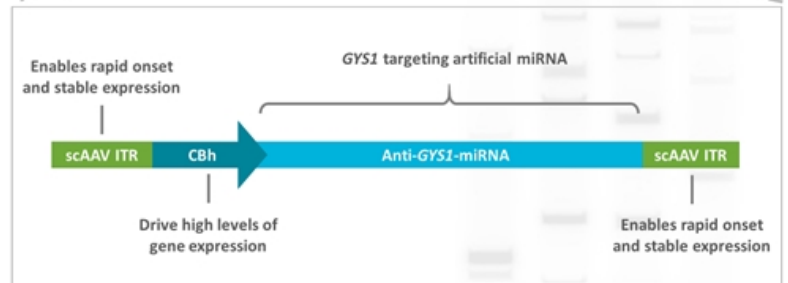 GYS1 targeting artificial miRNA
Enables rapid onset
and stable expression
scAAV ITR
CBh
Anti-GYS1-miRNA
scAAV ITR
Drive high levels of
gene expression
Enables rapid onset
and stable expression